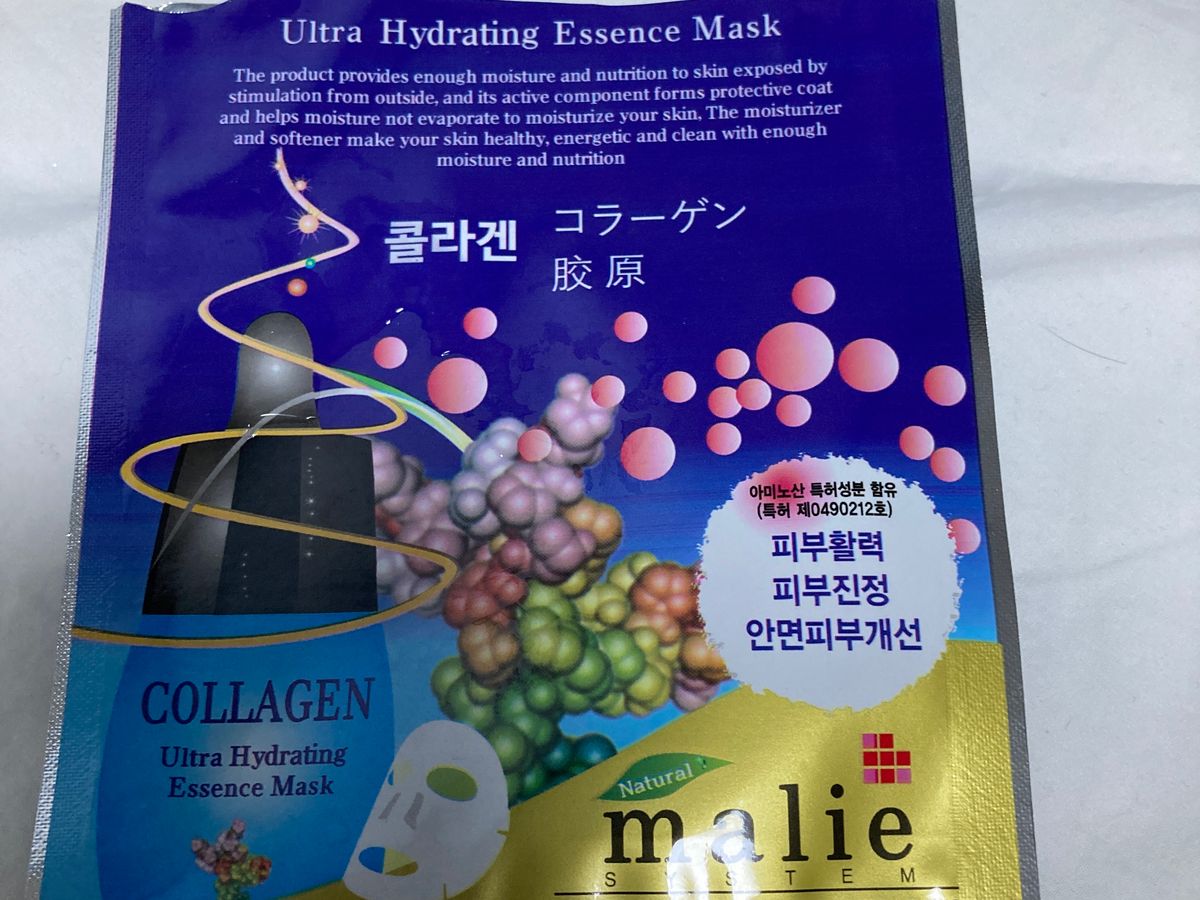 Ultra Hydrating Essence Mask
The product provides enough moisture and nutrition to skin exposed by
stimulation from outside, and its active component forms protective coat
and helps moisture not evaporate to moisturize your skin, The moisturizer
and softener make your skin healthy, energetic and clean with enough
moisture and nutrition
콜라겐
コラーゲン
胶原
아미노산 특허성분 함유
(특허 제0490212호)
피부활력
피부진정
안면피부개선
COLLAGEN
Ultra Hydrating
Essence Mask
Natural
malie
SYSTEM